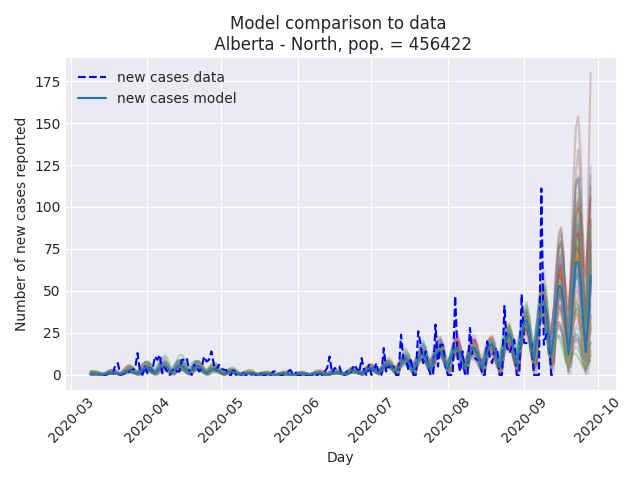 Model comparison to data
Alberta - North, pop. = 456422
new cases data
new cases model
Number of new cases reported
175
150
125
100
75
50
25
0
2020-03
2020-04
2020-05
2020-06
2020-07
2020-08
2020-09
2020-10
Day